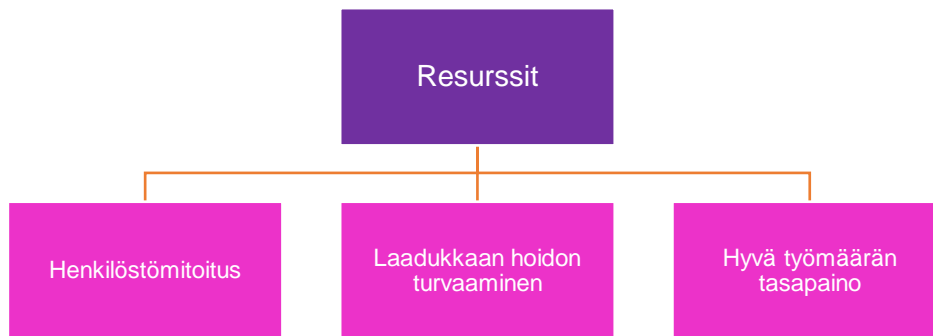 Resurssit
Henkilöstömitoitus
Laadukkaan hoidon
turvaaminen
Hyvä työmäärän
tasapaino